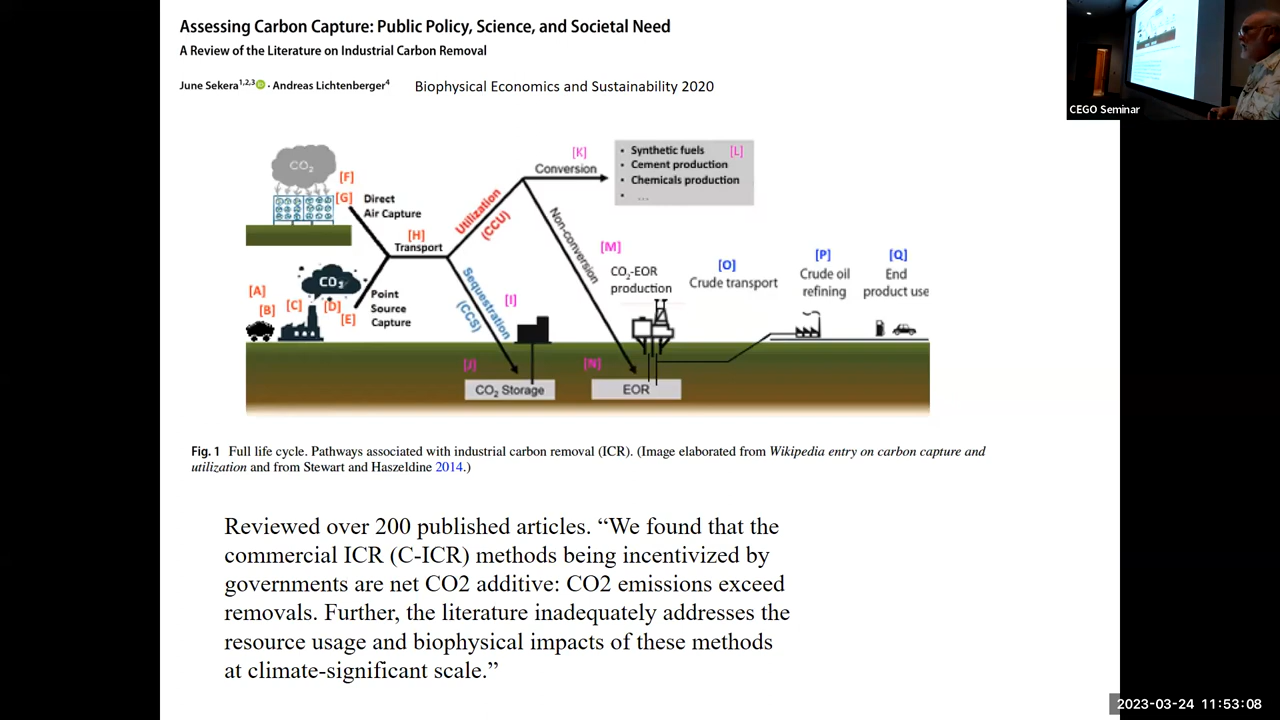 Assessing Carbon Capture: Public Policy, Science, and Societal Need
A Review of the Literature on Industrial Carbon Removal
June Sekera1,2,3 · Andreas Lichtenberger4
Biophysical Economics and Sustainability 2020
CEGO Seminar
CO2
[F]
[G]
Direct
Air Capture
[H]
Transport
Utilization
(CCU)
[K]
Conversion
• Synthetic fuels [L]
• Cement production
• Chemicals production
• ...
Non-conversion
[M]
CO2-EOR
production
[O]
Crude transport
[P]
Crude oil
refining
[Q]
End
product use
[A]
[B]
[C]
CO2
[D]
[E]
Point
Source
Capture
Sequestration
(CCS)
[I]
[J]
CO2 Storage
[N]
EOR
Fig. 1 Full life cycle. Pathways associated with industrial carbon removal (ICR). (Image elaborated from Wikipedia entry on carbon capture and
utilization and from Stewart and Haszeldine 2014.)
Reviewed over 200 published articles. “We found that the
commercial ICR (C-ICR) methods being incentivized by
governments are net CO2 additive: CO2 emissions exceed
removals. Further, the literature inadequately addresses the
resource usage and biophysical impacts of these methods
at climate-significant scale.”
2023-03-24 11:53:08